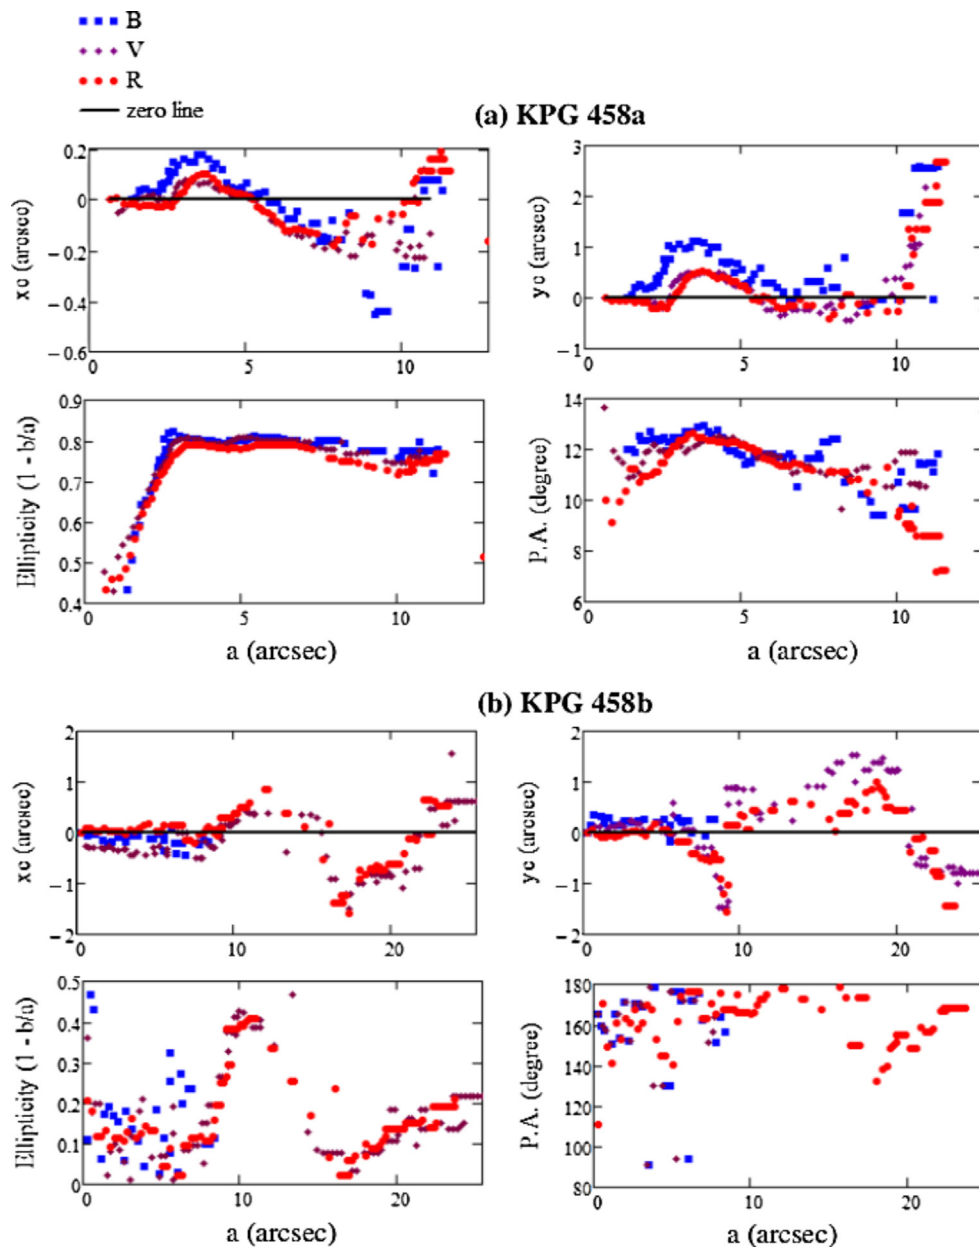 B
V
R
zero line
(a) KPG 458a
0.2
0
−0.2
−0.4
−0.6
xc (arcsec)
0 5 10
3
2
1
0
−1
yc (arcsec)
0 5 10
0.9
0.8
0.7
0.6
0.5
0.4
Ellipticity (1 - b/a)
0 5 10
a (arcsec)
14
12
10
8
6
P.A. (degree)
0 5 10
a (arcsec)
(b) KPG 458b
2
1
0
−1
−2
xc (arcsec)
0 10 20
2
1
0
−1
−2
yc (arcsec)
0 10 20
0.5
0.4
0.3
0.2
0.1
0
Ellipticity (1 - b/a)
0 10 20
a (arcsec)
180
160
140
120
100
80
P.A. (degree)
0 10 20
a (arcsec)